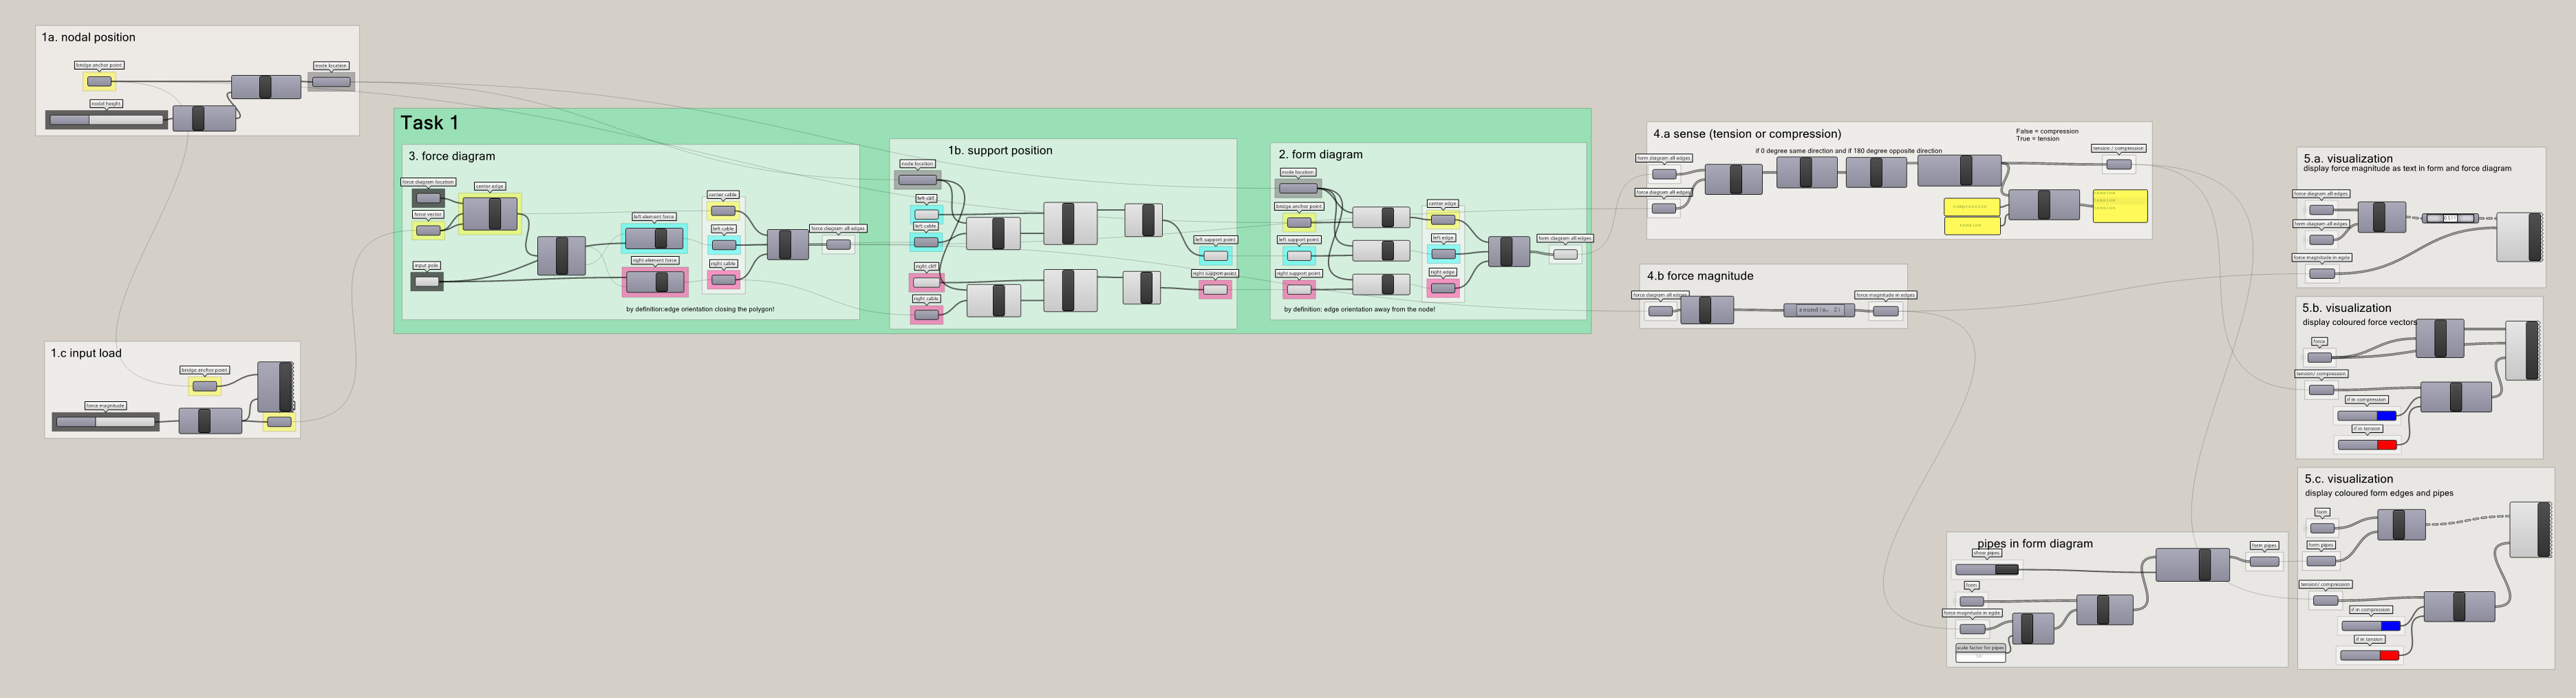 1a. nodal position
bridge anchor point
node location
nodal height
1.c input load
bridge anchor point
force magnitude
Task 1
3. force diagram
force diagram location
center edge
force vector
input pole
left element force
right element force
center cable
left cable
right cable
force diagram all edges
by definition:edge orientation closing the polygon!
1b. support position
node location
left cliff
left cable
right cliff
right cable
left support point
right support point
2. form diagram
node location
bridge anchor point
left support point
right support point
center edge
left edge
right edge
form diagram all edges
by definition: edge orientation away from the node!
4.a sense (tension or compression)
False = compression
True = tension
if 0 degree same direction and if 180 degree opposite direction
form diagram all edges
force diagram all edges
tension / compression
compression
tension
tension
tension
tension
4.b force magnitude
force diagram all edges
round(x, 2)
force magnitude in edges
pipes in form diagram
show pipes
form
force magnitude in egde
scale factor for pipes
form pipes
5.a. visualization
display force magnitude as text in form and force diagram
force diagram all edges
form diagram all edges
force magnitude in egde
5.b. visualization
display coloured force vectors
force
tension/ compression
if in compression
if in tension
5.c. visualization
display coloured form edges and pipes
form
form pipes
tension/ compression
if in compression
if in tension